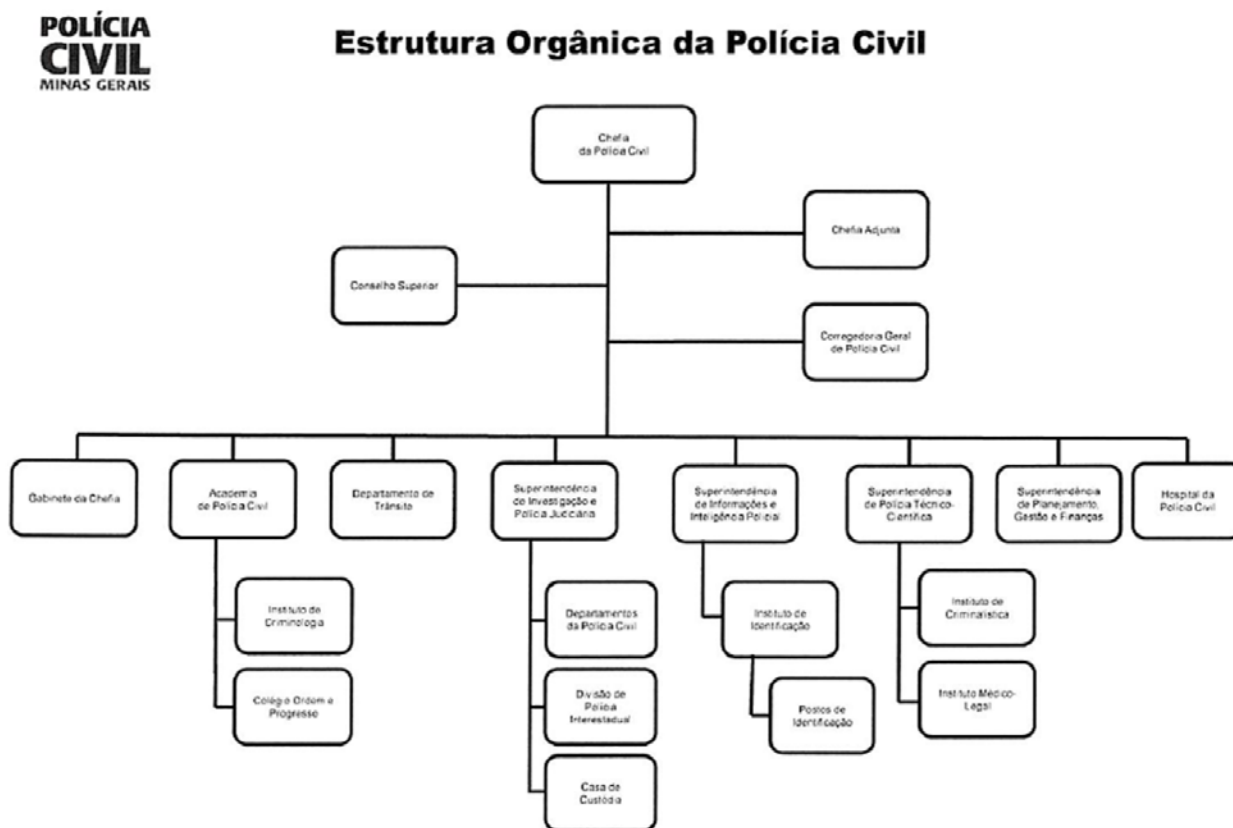 POLÍCIA
CIVIL
MINAS GERAIS
Estrutura Orgânica da Polícia Civil
Chefia
da Polícia Civil
Chefia Adjunta
Conselho Superior
Corregedoria Geral
de Polícia Civil
Gabinete da Chefia
Academia
de Polícia Civil
Departamento de
Trânsito
Superintendência
de Investigação e
Polícia Judiciária
Superintendência
de Informações e
Inteligência Policial
Superintendência
de Polícia Técnico-
Científica
Superintendência
de Planejamento,
Gestão e Finanças
Hospital da
Polícia Civil
Instituto de
Criminologia
Departamentos
da Polícia Civil
Instituto de
Identificação
Instituto de
Criminalística
Colégio Ordem e
Progresso
Divisão de
Polícia
Interestadual
Postos de
Identificação
Instituto Médico-
Legal
Casa de
Custódia